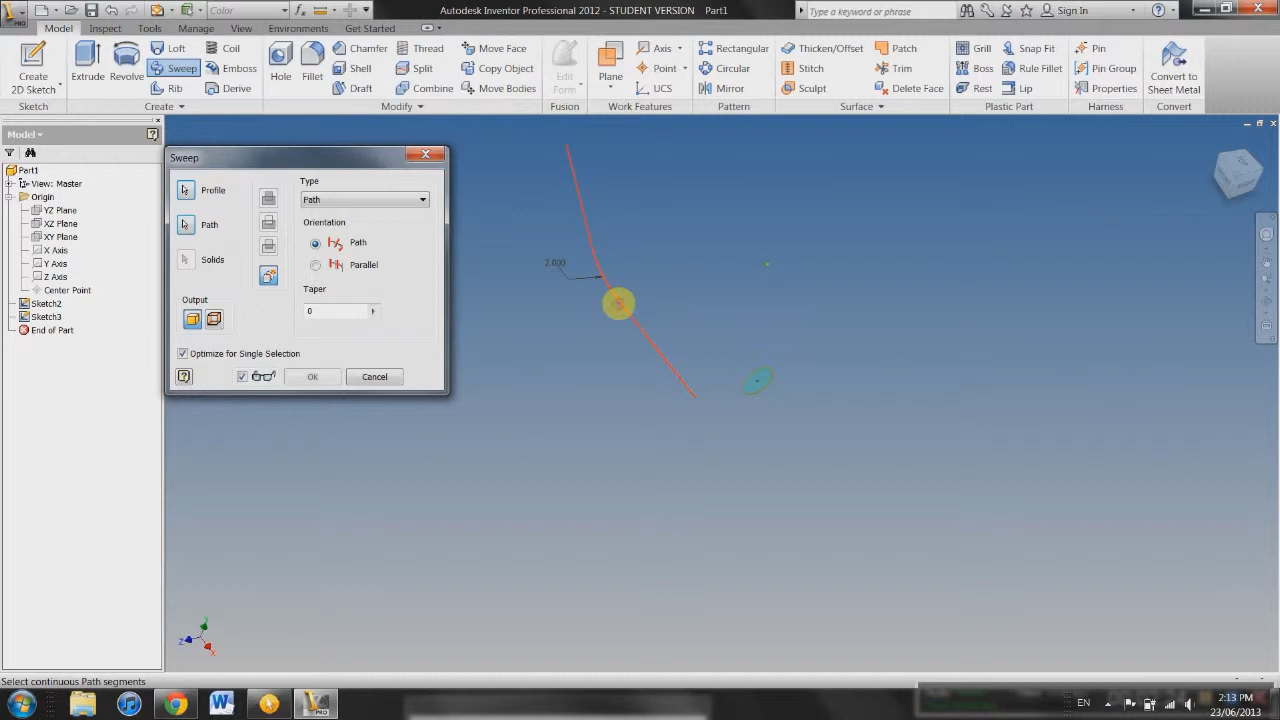 Color
Autodesk Inventor Professional 2012 - STUDENT VERSION Part1
Type a keyword or phrase
Sign In
PRO
Model Inspect Tools Manage View Environments Get Started
Loft Coil Chamfer Thread Move Face Axis Rectangular Thicken/Offset Patch Grill Snap Fit Pin
Create
2D Sketch
Extrude Revolve Sweep Emboss Hole Fillet Shell Split Copy Object Edit
Form Plane Point Circular Stitch Trim Boss Rule Fillet Pin Group Convert to
Sheet Metal
Rib Derive Draft Combine Move Bodies UCS Mirror Sculpt Delete Face Rest Lip Properties
Sketch Create Modify Fusion Work Features Pattern Surface Plastic Part Harness Convert
Model
Part1
View: Master
Origin
YZ Plane
XZ Plane
XY Plane
X Axis
Y Axis
Z Axis
Center Point
Sketch2
Sketch3
End of Part
Sweep
Profile
Path
Solids
Output
Type
Path
Orientation
Path
Parallel
Taper
0
Optimize for Single Selection
OK Cancel
2.000
TOP
Y
Z
X
Select continuous Path segments
W
PRO
EN
2:13 PM
23/06/2013